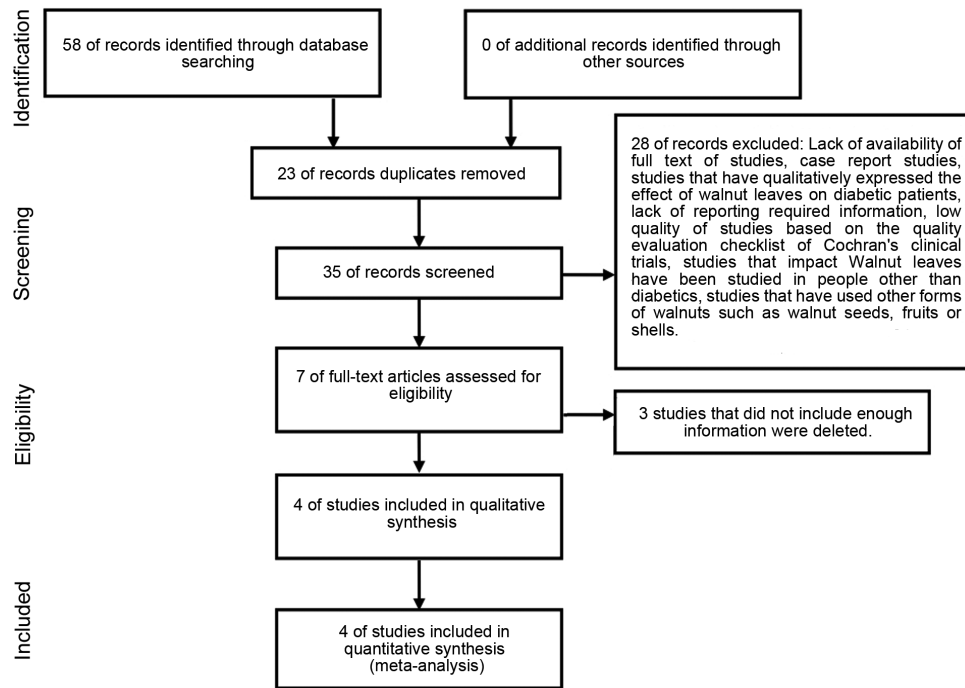 Identification
58 of records identified through database
searching
0 of additional records identified through
other sources
23 of records duplicates removed
Screening
35 of records screened
28 of records excluded: Lack of availability of
full text of studies, case report studies,
studies that have qualitatively expressed the
effect of walnut leaves on diabetic patients,
lack of reporting required information, low
quality of studies based on the quality
evaluation checklist of Cochran's clinical
trials, studies that impact Walnut leaves
have been studied in people other than
diabetics, studies that have used other forms
of walnuts such as walnut seeds, fruits or
shells.
Eligibility
7 of full-text articles assessed for
eligibility
3 studies that did not include enough
information were deleted.
4 of studies included in qualitative
synthesis
Included
4 of studies included in
quantitative synthesis
(meta-analysis)